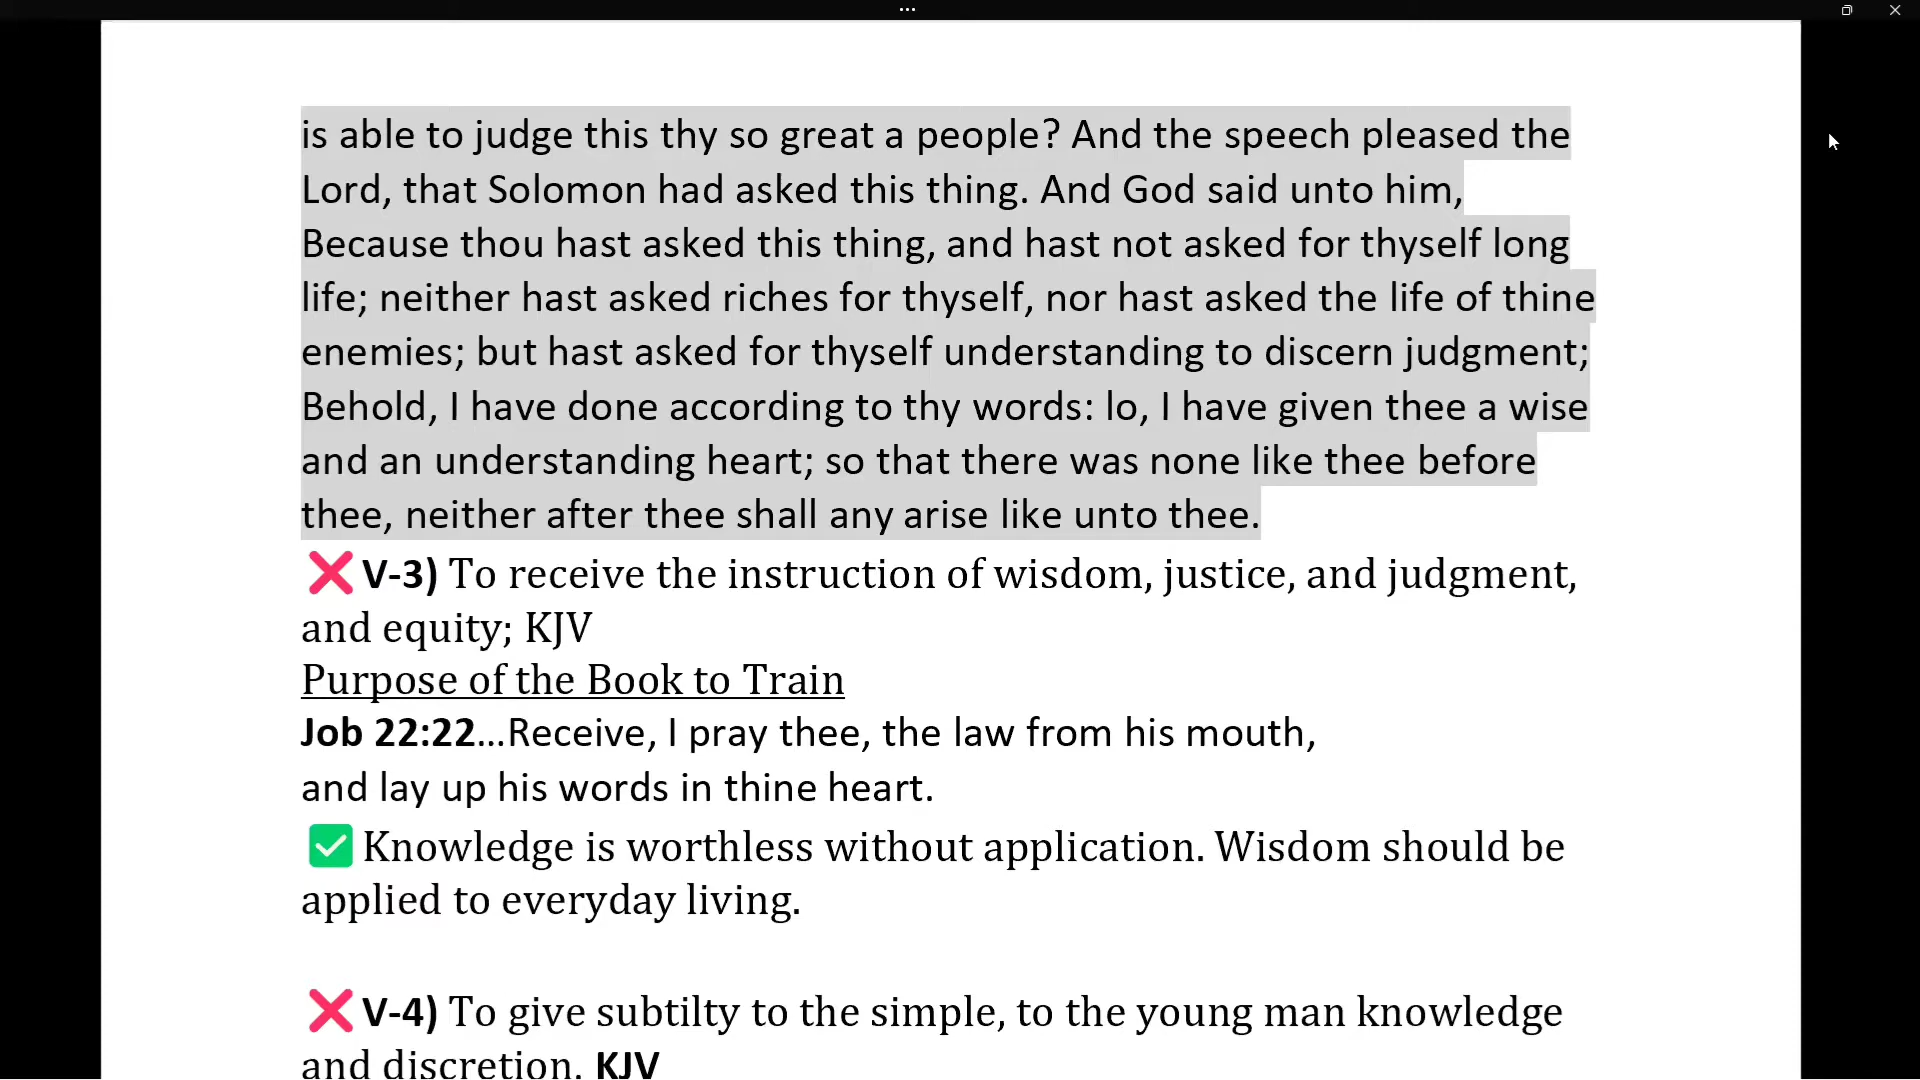 is able to judge this thy so great a people? And the speech pleased the
Lord, that Solomon had asked this thing. And God said unto him,
Because thou hast asked this thing, and hast not asked for thyself long
life; neither hast asked riches for thyself, nor hast asked the life of thine
enemies; but hast asked for thyself understanding to discern judgment;
Behold, I have done according to thy words: lo, I have given thee a wise
and an understanding heart; so that there was none like thee before
thee, neither after thee shall any arise like unto thee.
❌V-3) To receive the instruction of wisdom, justice, and judgment,
and equity; KJV
Purpose of the Book to Train
Job 22:22...Receive, I pray thee, the law from his mouth,
and lay up his words in thine heart.
✅Knowledge is worthless without application. Wisdom should be
applied to everyday living.
❌V-4) To give subtilty to the simple, to the young man knowledge
and discretion. KJV